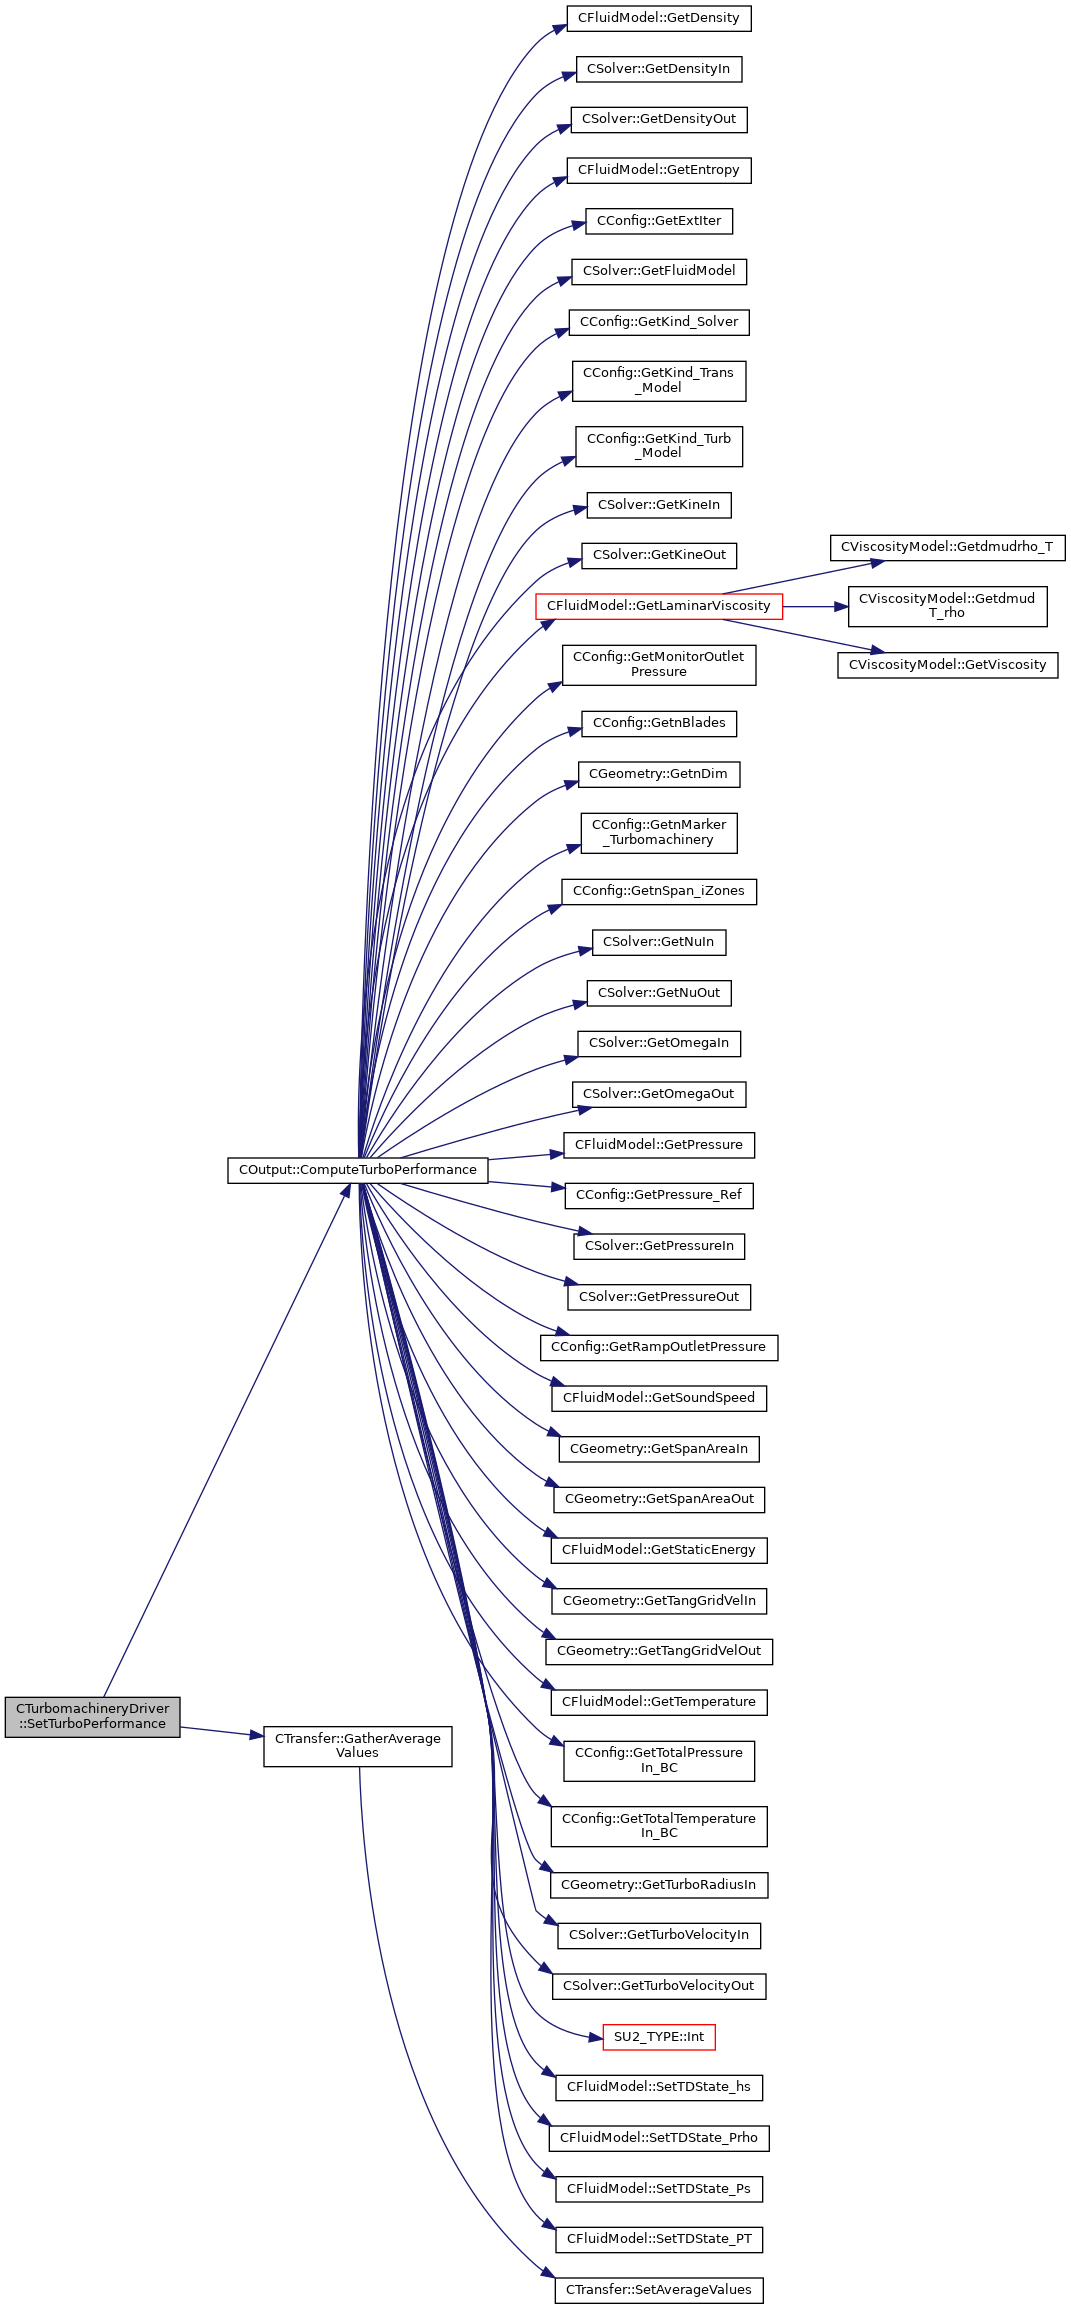 CFluidModel::GetDensity
CSolver::GetDensityIn
CSolver::GetDensityOut
CFluidModel::GetEntropy
CConfig::GetExtIter
CSolver::GetFluidModel
CConfig::GetKind_Solver
CConfig::GetKind_Trans
_Model
CConfig::GetKind_Turb
_Model
CSolver::GetKineIn
CSolver::GetKineOut
CFluidModel::GetLaminarViscosity
CViscosityModel::Getdmudrho_T
CViscosityModel::Getdmud
T_rho
CViscosityModel::GetViscosity
CConfig::GetMonitorOutlet
Pressure
CConfig::GetnBlades
CGeometry::GetnDim
CConfig::GetnMarker
_Turbomachinery
CConfig::GetnSpan_iZones
CSolver::GetNuIn
CSolver::GetNuOut
CSolver::GetOmegaIn
CSolver::GetOmegaOut
CFluidModel::GetPressure
COutput::ComputeTurboPerformance
CConfig::GetPressure_Ref
CSolver::GetPressureIn
CSolver::GetPressureOut
CConfig::GetRampOutletPressure
CFluidModel::GetSoundSpeed
CGeometry::GetSpanAreaIn
CGeometry::GetSpanAreaOut
CFluidModel::GetStaticEnergy
CGeometry::GetTangGridVelIn
CGeometry::GetTangGridVelOut
CFluidModel::GetTemperature
CTurbomachineryDriver
::SetTurboPerformance
CTransfer::GatherAverage
Values
CConfig::GetTotalPressure
In_BC
CConfig::GetTotalTemperature
In_BC
CGeometry::GetTurboRadiusIn
CSolver::GetTurboVelocityIn
CSolver::GetTurboVelocityOut
SU2_TYPE::Int
CFluidModel::SetTDState_hs
CFluidModel::SetTDState_Prho
CFluidModel::SetTDState_Ps
CFluidModel::SetTDState_PT
CTransfer::SetAverageValues